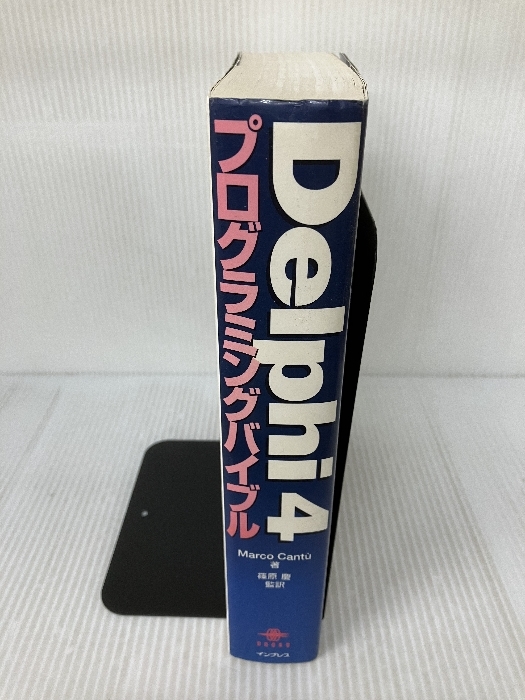 Delphi 4
プログラミングバイブル
Marco Cantù
著
篠原 慶
監訳
インプレス